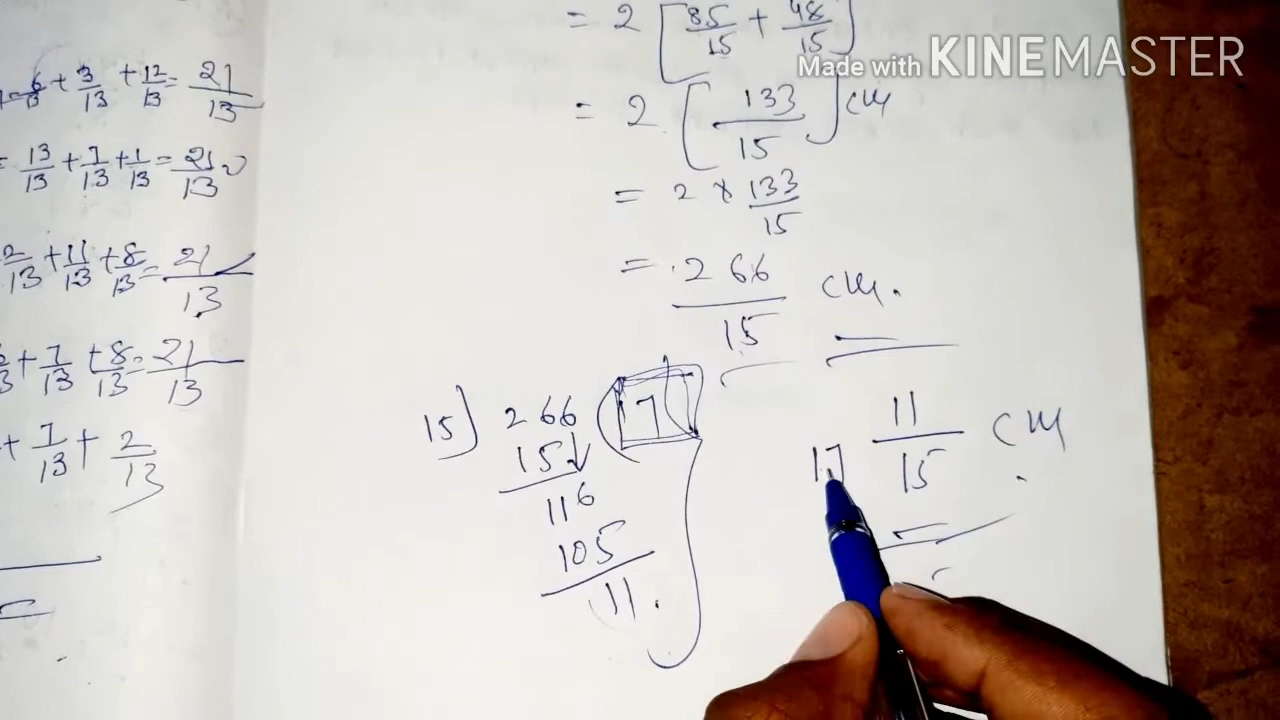 = 6/13 + 3/13 + 12/13 = 21/13
= 13/13 + 7/13 + 1/13 = 21/13
2/13 + 11/13 + 8/13 = 21/13
+ 7/13 + 8/13 = 21/13
+ 7/13 + 2/13
= 2 [85/15 + 48/15]
Made with KINEMASTER
= 2 [133/15] cm
= 2 × 133/15
= 266/15 cm.
15) 266 (17
15
116
105
11.
17 11/15 cm